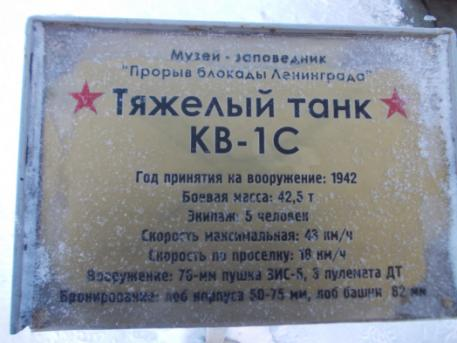 Музей - заповедник
"Прорыв блокады Ленинграда"
Тяжелый танк
КВ-1С
Год принятия на вооружение: 1942
Боевая масса: 42,5 т
Экипаж: 5 человек
Скорость максимальная: 43 км/ч
Скорость по проселку: 18 км/ч
Вооружение: 76-мм пушка ЗИС-5, 3 пулемета ДТ
Бронирование: лоб корпуса 50-75 мм, лоб башни 82 мм